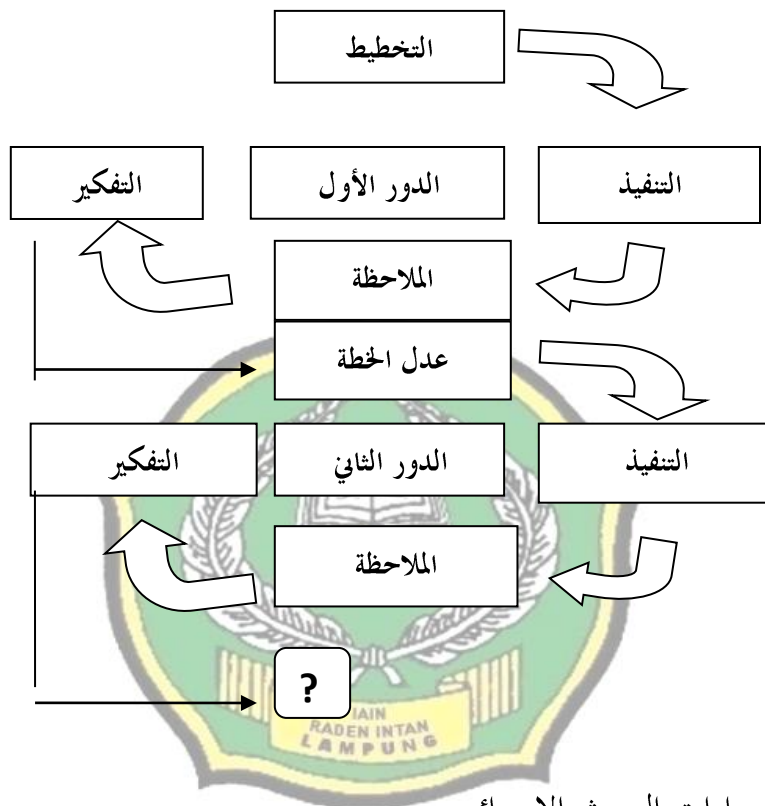 التخطيط
التفكير
الدور الأول
التنفيذ
الملاحظة
عدل الخطة
التفكير
الدور الثاني
التنفيذ
الملاحظة
?
IAIN
RADEN INTAN
LAMPUNG